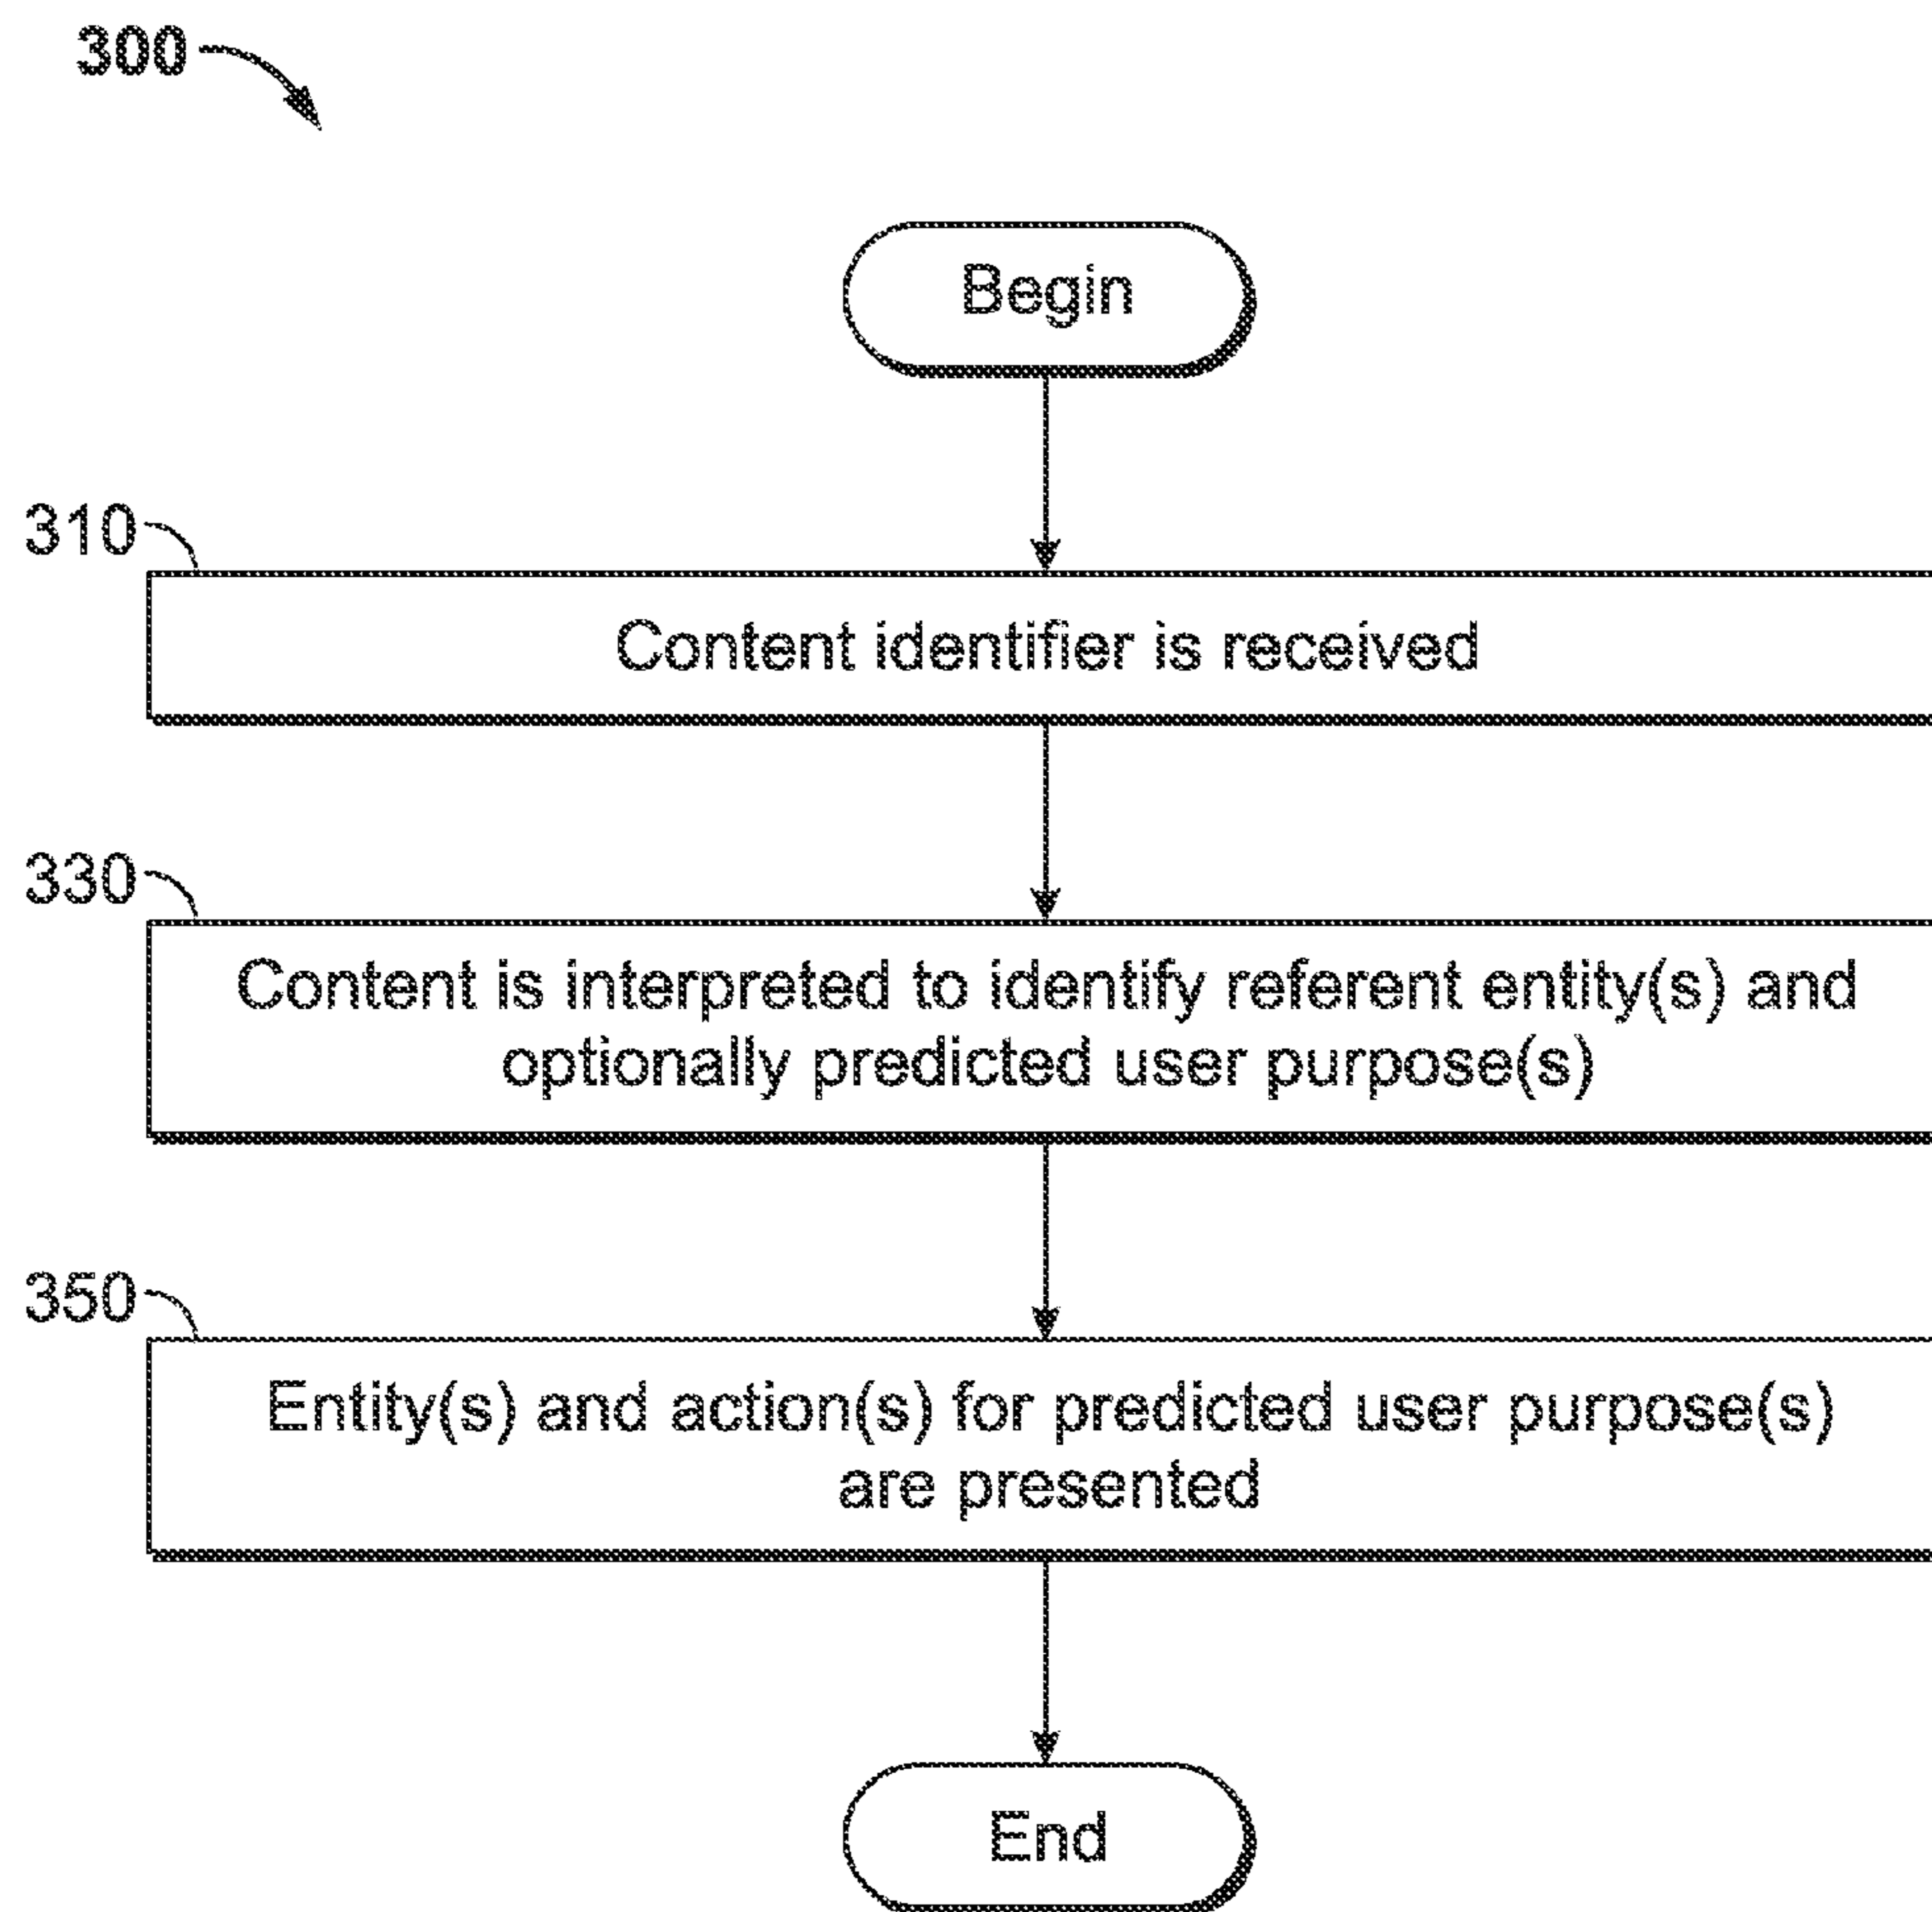 300
Begin
310
Content identifier is received
330
Content is interpreted to identify referent entity(s) and
optionally predicted user purpose(s)
350
Entity(s) and action(s) for predicted user purpose(s)
are presented
End